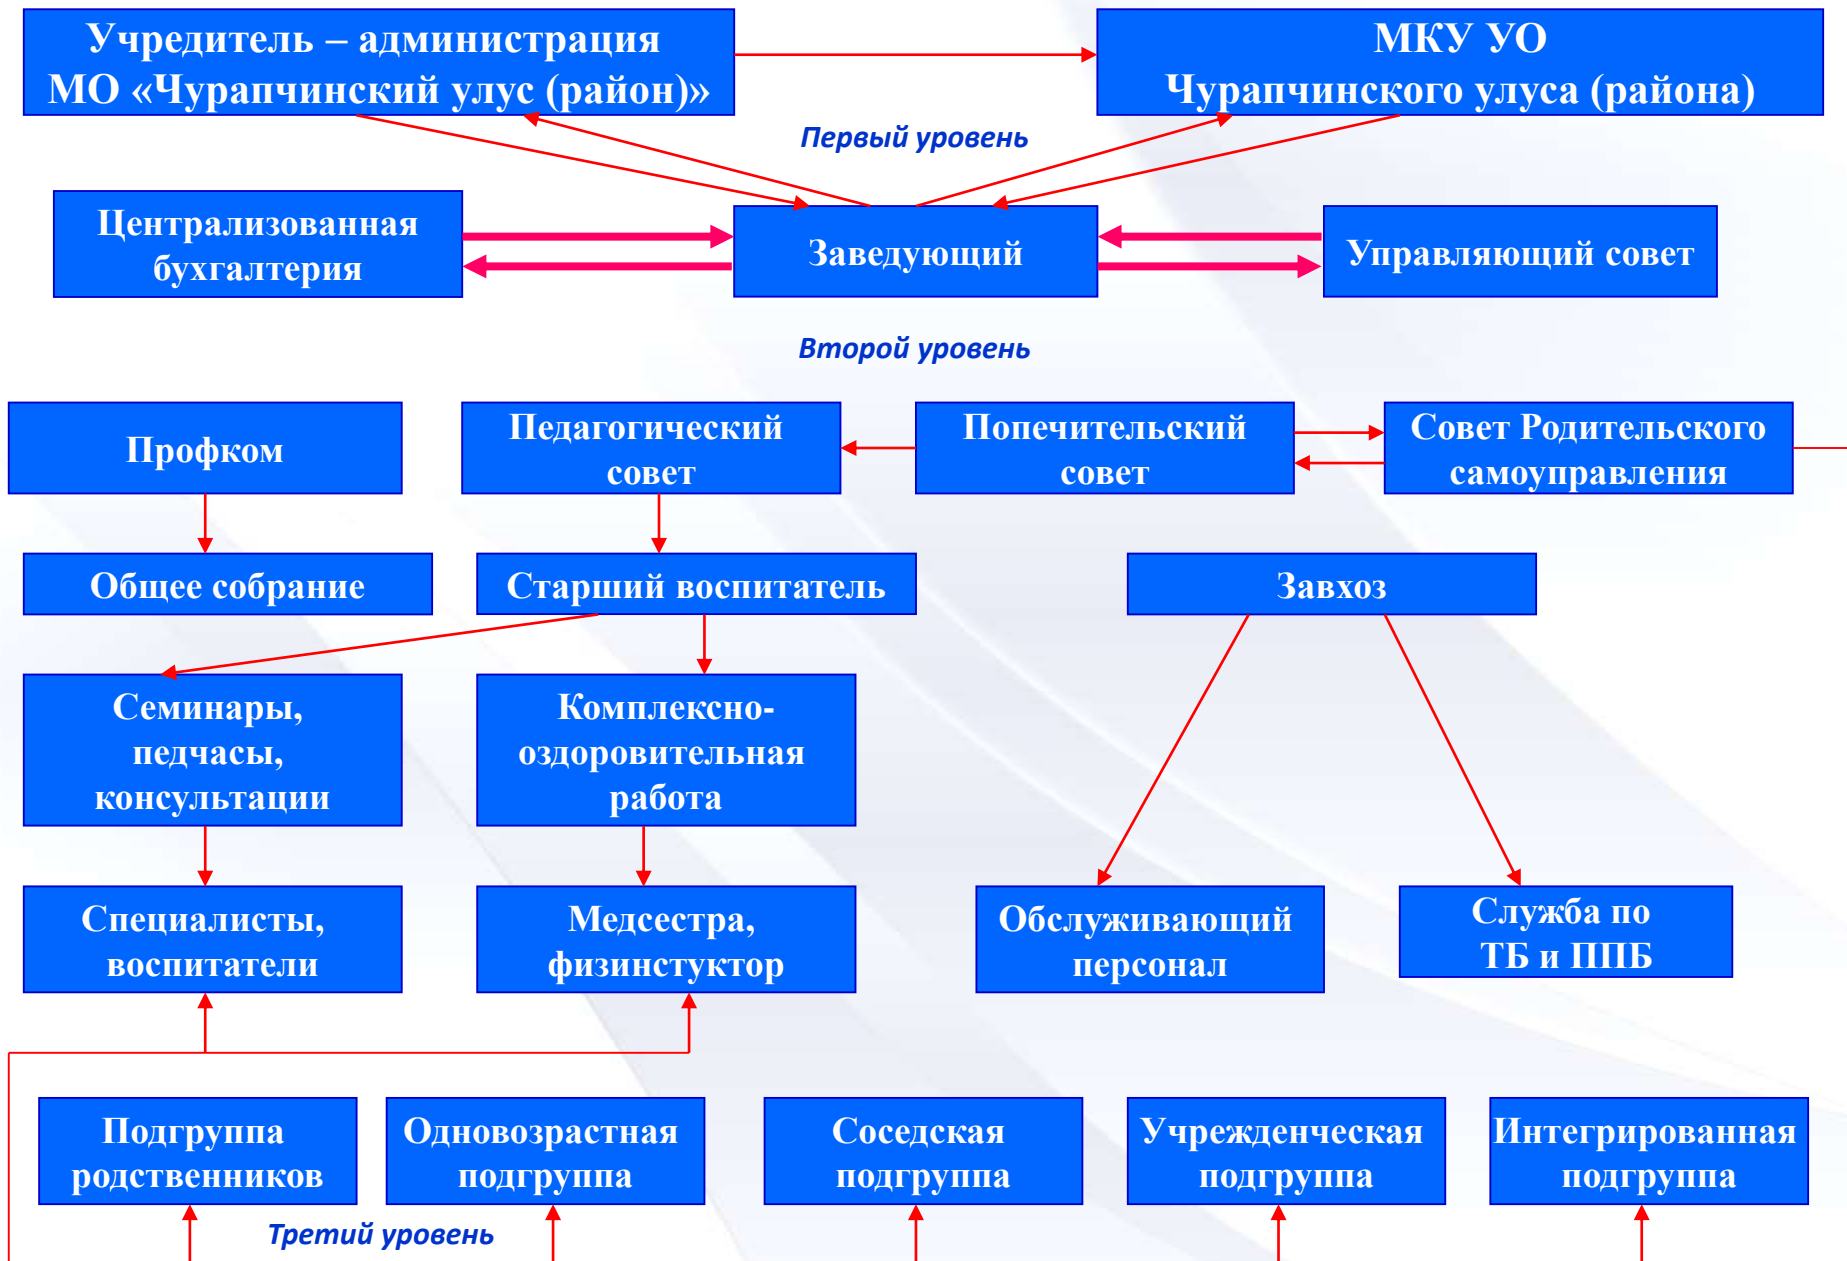 Учредитель – администрация
МО «Чурапчинский улус (район)»
МКУ УО
Чурапчинского улуса (района)
Первый уровень
Централизованная
бухгалтерия
Заведующий
Управляющий совет
Второй уровень
Профком
Педагогический
совет
Попечительский
совет
Совет Родительского
самоуправления
Общее собрание
Старший воспитатель
Завхоз
Семинары,
педчасы,
консультации
Комплексно-
оздоровительная
работа
Специалисты,
воспитатели
Медсестра,
физинстуктор
Обслуживающий
персонал
Служба по
ТБ и ППБ
Подгруппа
родственников
Одновозрастная
подгруппа
Соседская
подгруппа
Учрежденческая
подгруппа
Интегрированная
подгруппа
Третий уровень